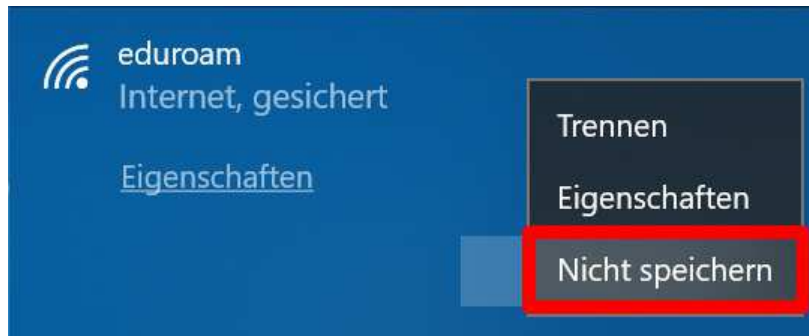 eduroam
Internet, gesichert
Eigenschaften
Trennen
Eigenschaften
Nicht speichern